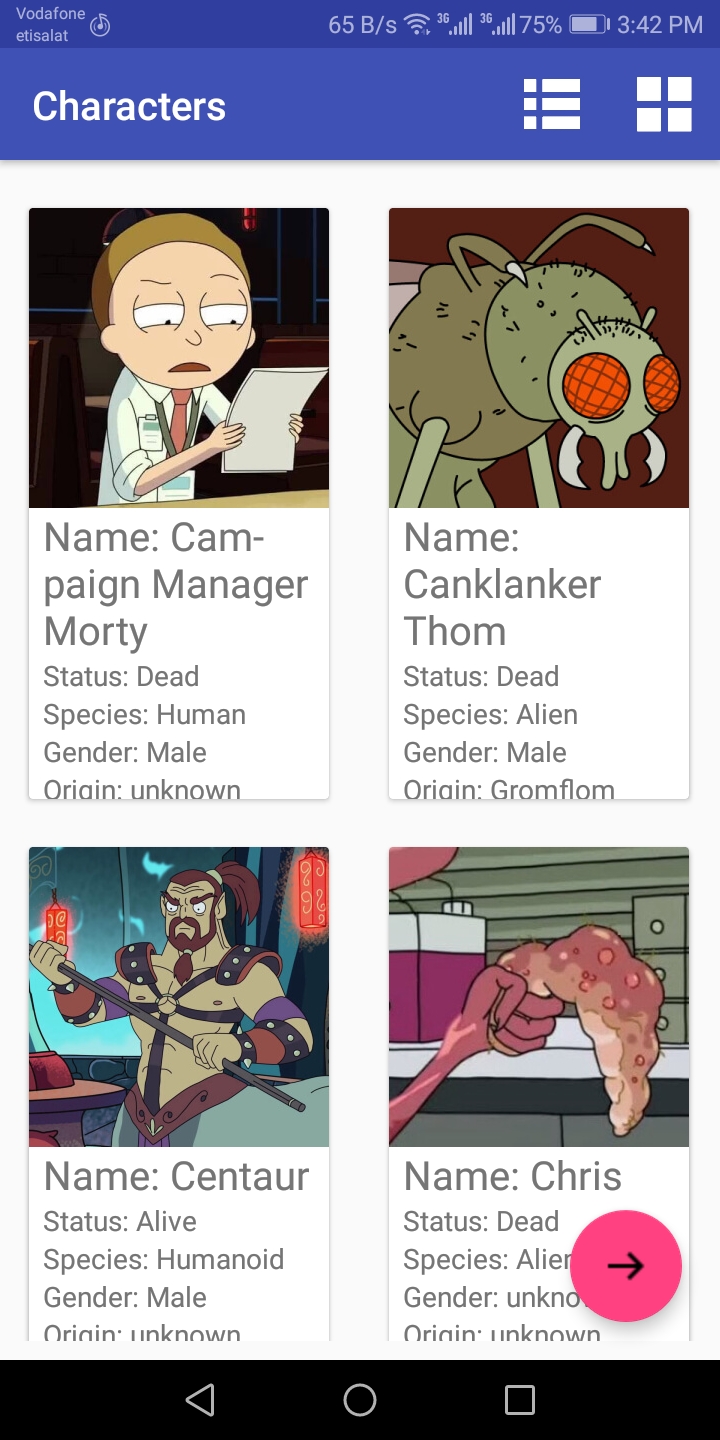 Vodafone
etisalat
65 B/s 3G 3G 75% 3:42 PM
Characters
Name: Cam-
paign Manager
Morty
Status: Dead
Species: Human
Gender: Male
Origin: unknown
Name:
Canklanker
Thom
Status: Dead
Species: Alien
Gender: Male
Origin: Gromflom
Name: Centaur
Status: Alive
Species: Humanoid
Gender: Male
Origin: unknown
Name: Chris
Status: Dead
Species: Alien
Gender: unkno
Origin: unknown